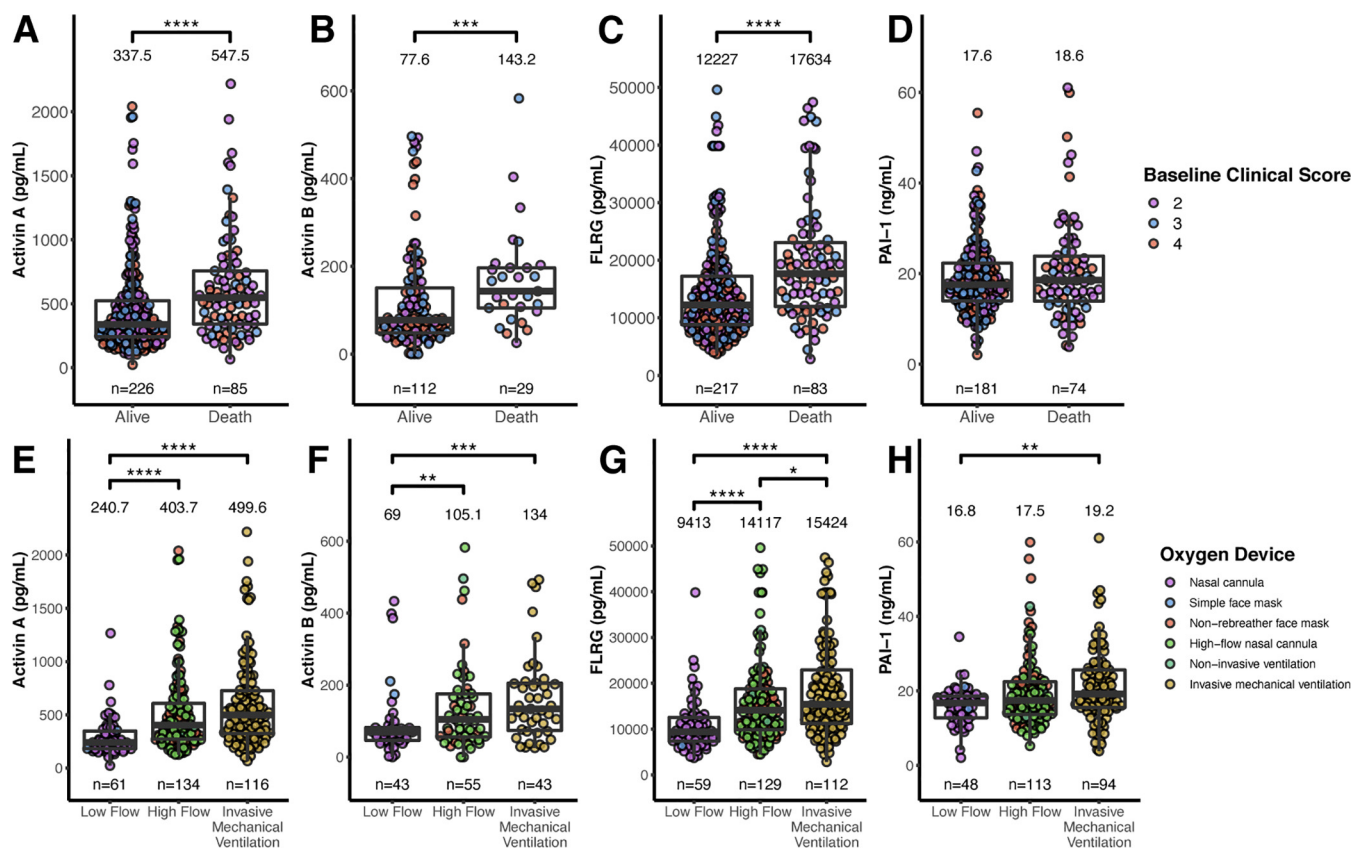 A
****
337.5 547.5
Activin A (pg/mL)
2000
1500
1000
500
0
n=226 n=85
Alive Death
B
***
77.6 143.2
Activin B (pg/mL)
600
400
200
0
n=112 n=29
Alive Death
C
****
12227 17634
FLRG (pg/mL)
50000
40000
30000
20000
10000
0
n=217 n=83
Alive Death
D
17.6 18.6
PAI−1 (ng/mL)
60
40
20
0
n=181 n=74
Alive Death
Baseline Clinical Score
2
3
4
E
****
****
240.7 403.7 499.6
Activin A (pg/mL)
2000
1500
1000
500
0
n=61 n=134 n=116
Low Flow High Flow Invasive
Mechanical
Ventilation
F
***
**
69 105.1 134
Activin B (pg/mL)
600
400
200
0
n=43 n=55 n=43
Low Flow High Flow Invasive
Mechanical
Ventilation
G
****
*
****
9413 14117 15424
FLRG (pg/mL)
50000
40000
30000
20000
10000
0
n=59 n=129 n=112
Low Flow High Flow Invasive
Mechanical
Ventilation
H
**
16.8 17.5 19.2
PAI−1 (ng/mL)
60
40
20
0
n=48 n=113 n=94
Low Flow High Flow Invasive
Mechanical
Ventilation
Oxygen Device
Nasal cannula
Simple face mask
Non−rebreather face mask
High−flow nasal cannula
Non−invasive ventilation
Invasive mechanical ventilation